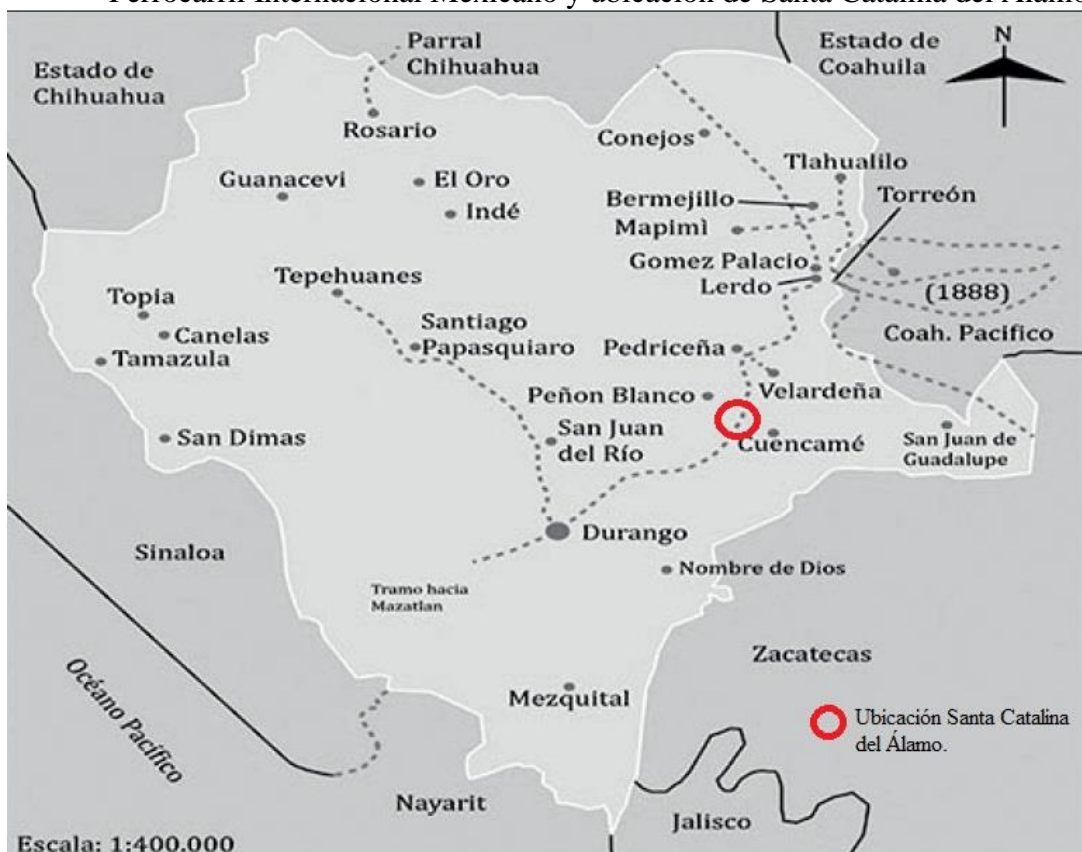 Ferrocarril Internacional Mexicano y ubicación de Santa Catalina del Álamo
Parral
Chihuahua
Estado de
Coahuila
N
Estado de
Chihuahua
Rosario
Conejos
Tlahualilo
Guanacevi
El Oro
Indé
Bermejillo
Torreón
Mapimì
Gomez Palacio
Lerdo
Tepehuanes
(1888)
Coah. Pacifico
Topia
Canelas
Tamazula
Santiago
Papasquiaro
Pedriceña
Velardeña
Peñon Blanco
San Dimas
San Juan
del Río
Cuencamé
San Juan de
Guadalupe
Durango
Sinaloa
Nombre de Dios
Tramo hacia
Mazatlan
Zacatecas
Océano Pacífico
Mezquital
Ubicación Santa Catalina
del Álamo.
Nayarit
Jalisco
Escala: 1:400.000